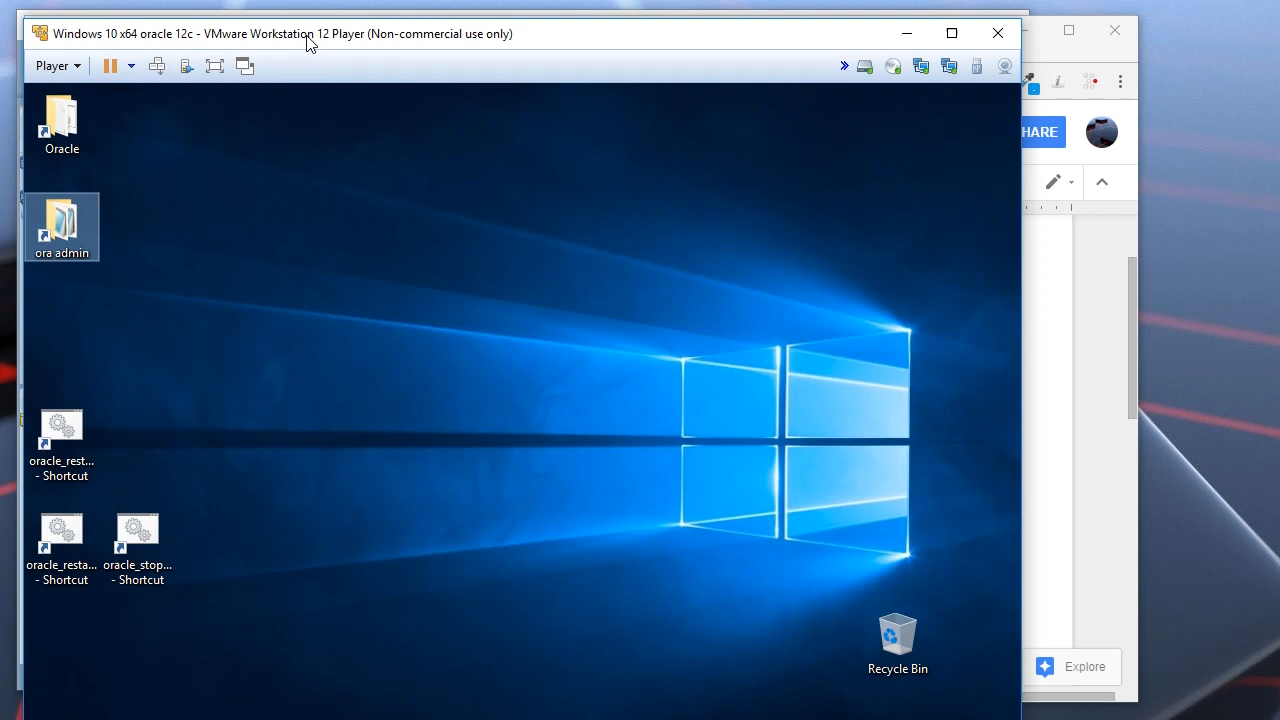 Windows 10 x64 oracle 12c - VMware Workstation 12 Player (Non-commercial use only)
Player
HARE
Oracle
ora admin
oracle_rest...
- Shortcut
oracle_resta...
- Shortcut
oracle_stop...
- Shortcut
Recycle Bin
Explore